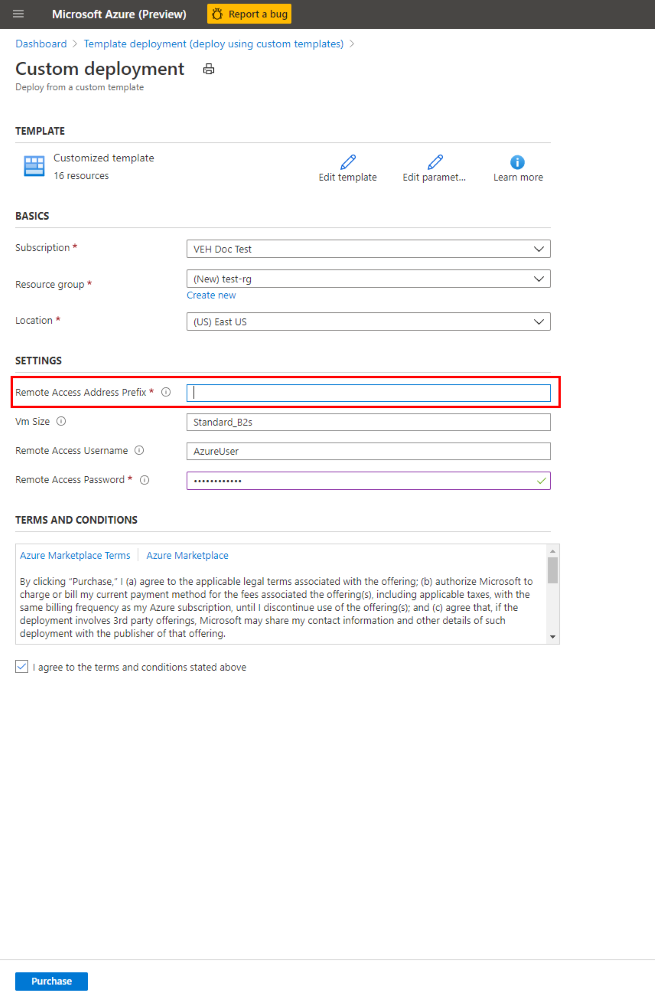 Microsoft Azure (Preview) Report a bug
Dashboard > Template deployment (deploy using custom templates) >
Custom deployment
Deploy from a custom template
TEMPLATE
Customized template
16 resources
Edit template Edit paramet... Learn more
BASICS
Subscription * VEH Doc Test
Resource group * (New) test-rg
Create new
Location * (US) East US
SETTINGS
Remote Access Address Prefix *
Vm Size Standard_B2s
Remote Access Username AzureUser
Remote Access Password * ••••••••••••
TERMS AND CONDITIONS
Azure Marketplace Terms | Azure Marketplace
By clicking "Purchase," I (a) agree to the applicable legal terms associated with the offering; (b) authorize Microsoft to
charge or bill my current payment method for the fees associated the offering(s), including applicable taxes, with the
same billing frequency as my Azure subscription, until I discontinue use of the offering(s); and (c) agree that, if the
deployment involves 3rd party offerings, Microsoft may share my contact information and other details of such
deployment with the publisher of that offering.
I agree to the terms and conditions stated above
Purchase